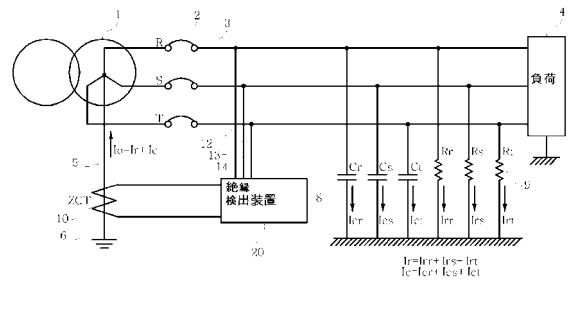 1
2
3
4
R
S
T
負荷
Io=Ir+Ic
5
12
13
14
絶縁
検出装置
8
ZCT
10
6
20
Cr
Cs
Ct
Rr
Rs
Rt
9
Icr
Ics
Ict
Irr
Irs
Irt
Ir=Irr+Irs+Irt
Ic=Icr+Ics+Ict